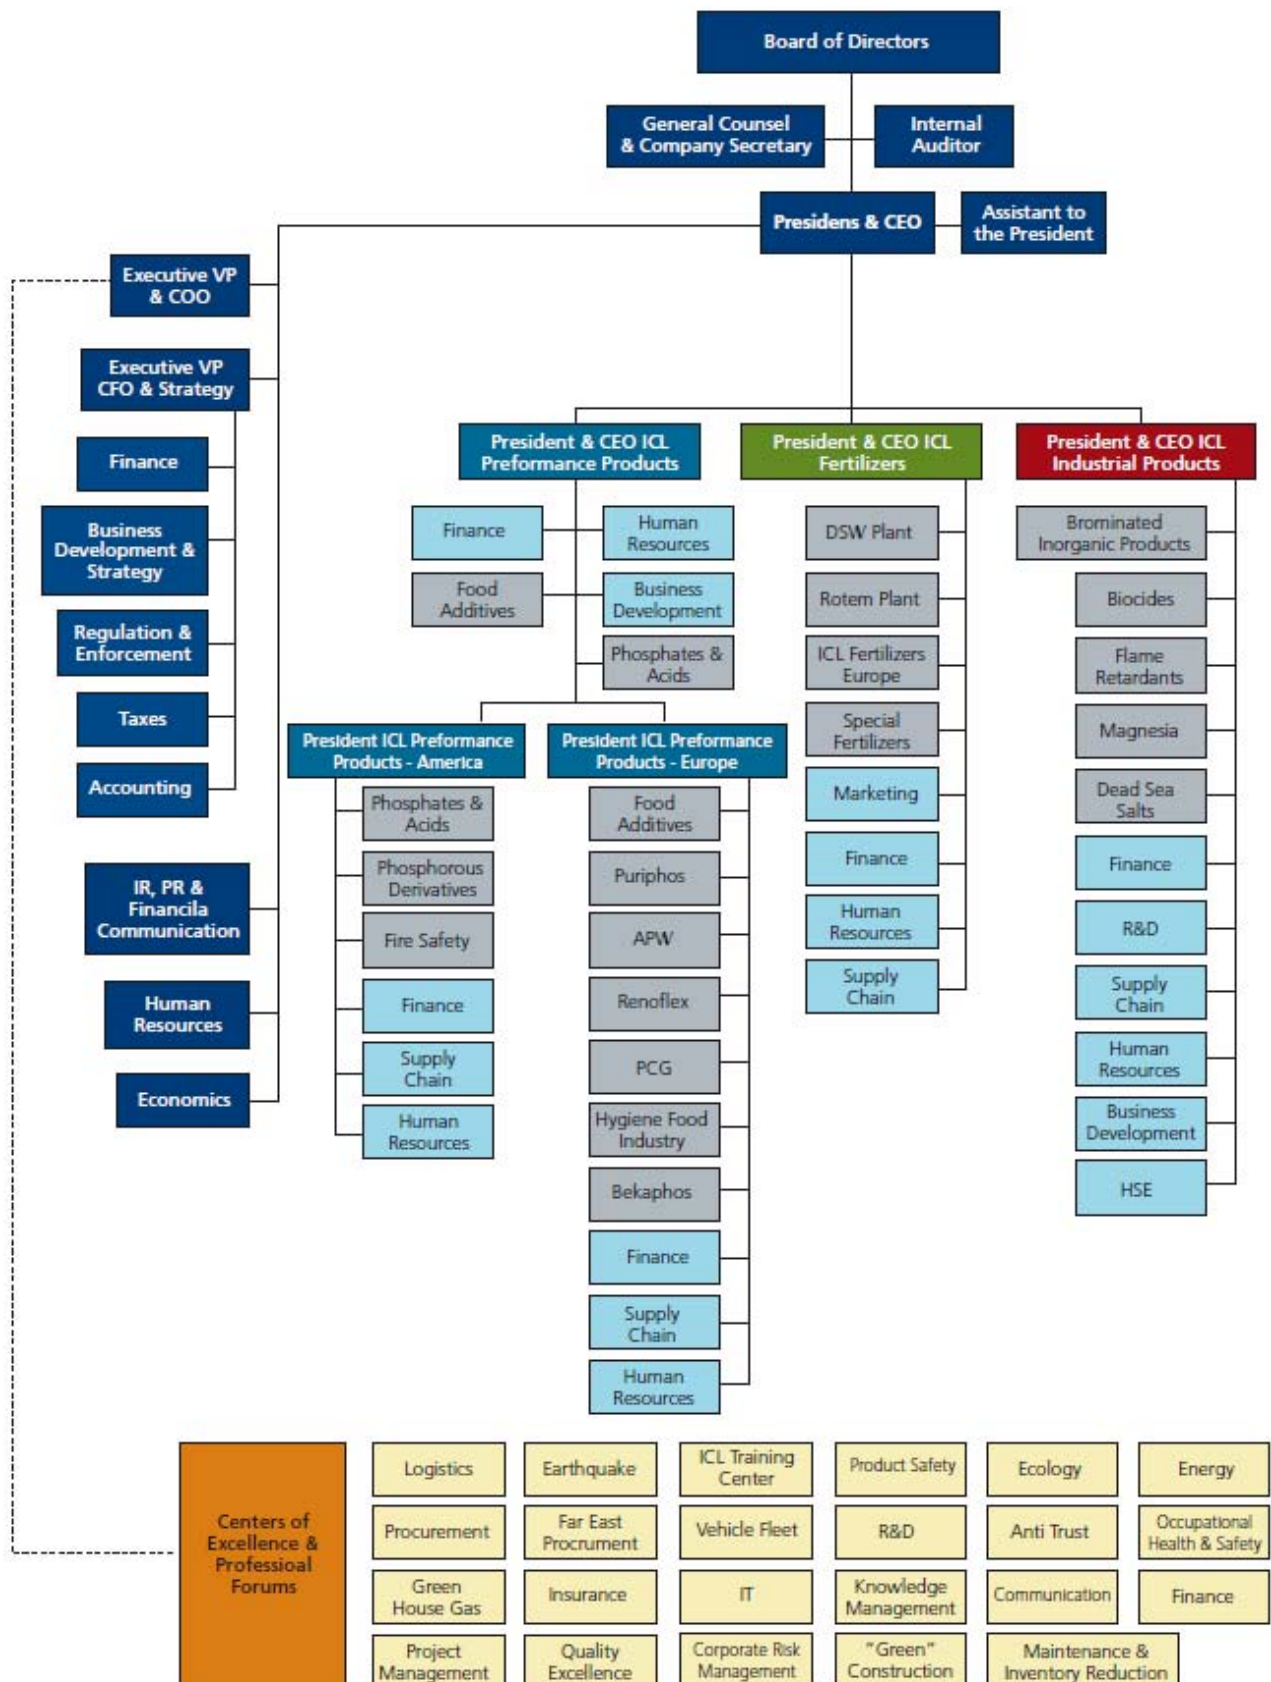 Board of Directors
General Counsel
& Company Secretary
Internal
Auditor
Presidens & CEO
Assistant to
the President
Executive VP
& COO
Executive VP
CFO & Strategy
Finance
Business
Development &
Strategy
Regulation &
Enforcement
Taxes
Accounting
IR, PR &
Financila
Communication
Human
Resources
Economics
President & CEO ICL
Preformance Products
Finance
Human
Resources
Food
Additives
Business
Development
Phosphates &
Acids
President ICL Preformance
Products - America
Phosphates &
Acids
Phosphorous
Derivatives
Fire Safety
Finance
Supply
Chain
Human
Resources
President ICL Preformance
Products - Europe
Food
Additives
Puriphos
APW
Renoflex
PCG
Hygiene Food
Industry
Bekaphos
Finance
Supply
Chain
Human
Resources
President & CEO ICL
Fertilizers
DSW Plant
Rotem Plant
ICL Fertilizers
Europe
Special
Fertilizers
Marketing
Finance
Human
Resources
Supply
Chain
President & CEO ICL
Industrial Products
Brominated
Inorganic Products
Biocides
Flame
Retardants
Magnesia
Dead Sea
Salts
Finance
R&D
Supply
Chain
Human
Resources
Business
Development
HSE
Centers of
Excellence &
Professioal
Forums
Logistics
Earthquake
ICL Training
Center
Product Safety
Ecology
Energy
Procurement
Far East
Procrument
Vehicle Fleet
R&D
Anti Trust
Occupational
Health & Safety
Green
House Gas
Insurance
IT
Knowledge
Management
Communication
Finance
Project
Management
Quality
Excellence
Corporate Risk
Management
"Green"
Construction
Maintenance &
Inventory Reduction